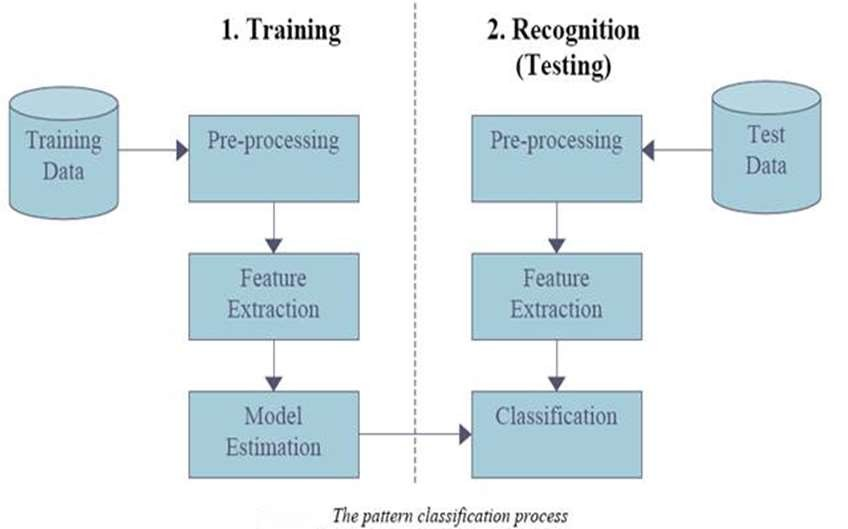 1. Training
2. Recognition
(Testing)
Training
Data
Pre-processing
Pre-processing
Test
Data
Feature
Extraction
Feature
Extraction
Model
Estimation
Classification
The pattern classification process